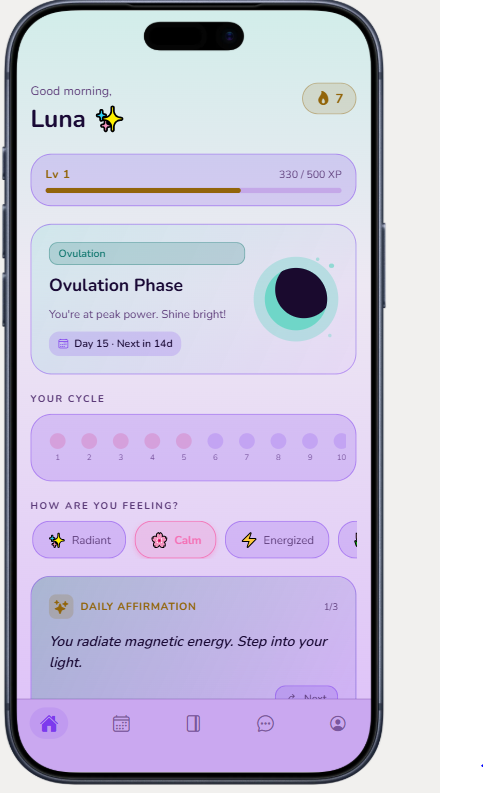 Good morning,
Luna
7
Lv 1
330 / 500 XP
Ovulation
Ovulation Phase
You're at peak power. Shine bright!
Day 15 · Next in 14d
YOUR CYCLE
1 2 3 4 5 6 7 8 9 10
HOW ARE YOU FEELING?
Radiant Calm Energized
DAILY AFFIRMATION 1/3
You radiate magnetic energy. Step into your
light.
Next